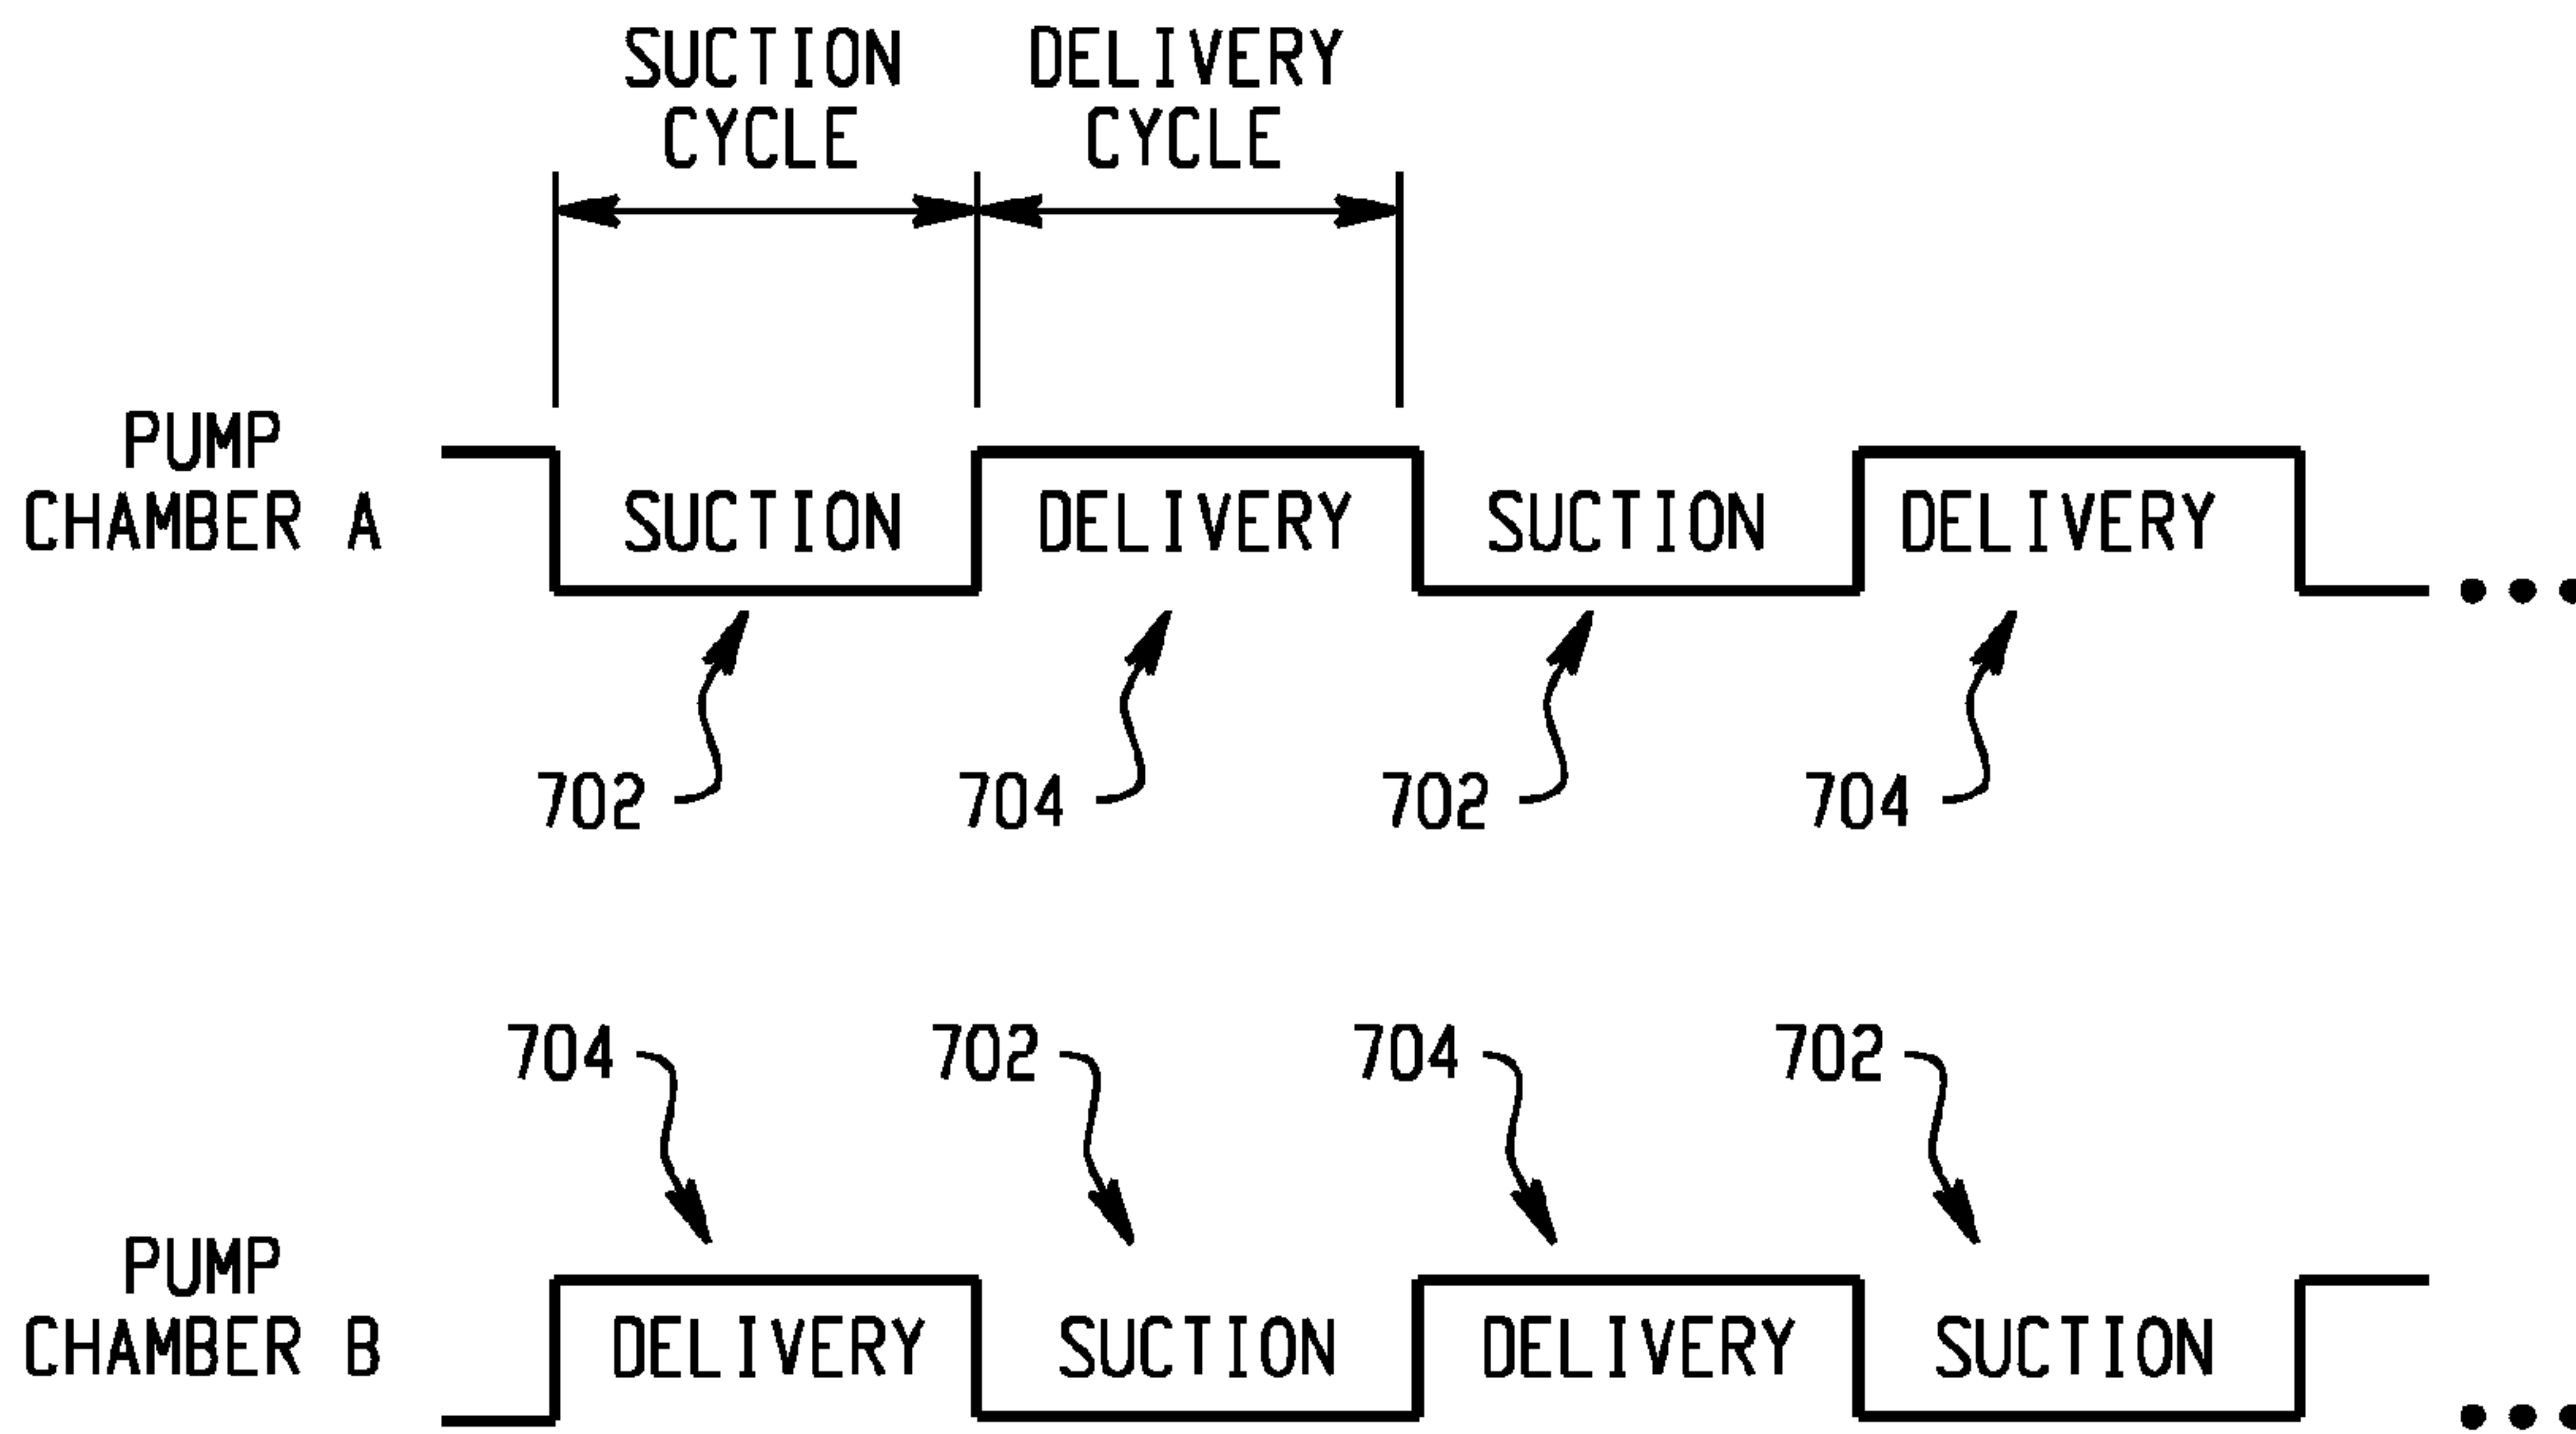 SUCTION CYCLE
DELIVERY CYCLE
PUMP CHAMBER A
SUCTION
DELIVERY
SUCTION
DELIVERY
702
704
702
704
704
702
704
702
PUMP CHAMBER B
DELIVERY
SUCTION
DELIVERY
SUCTION